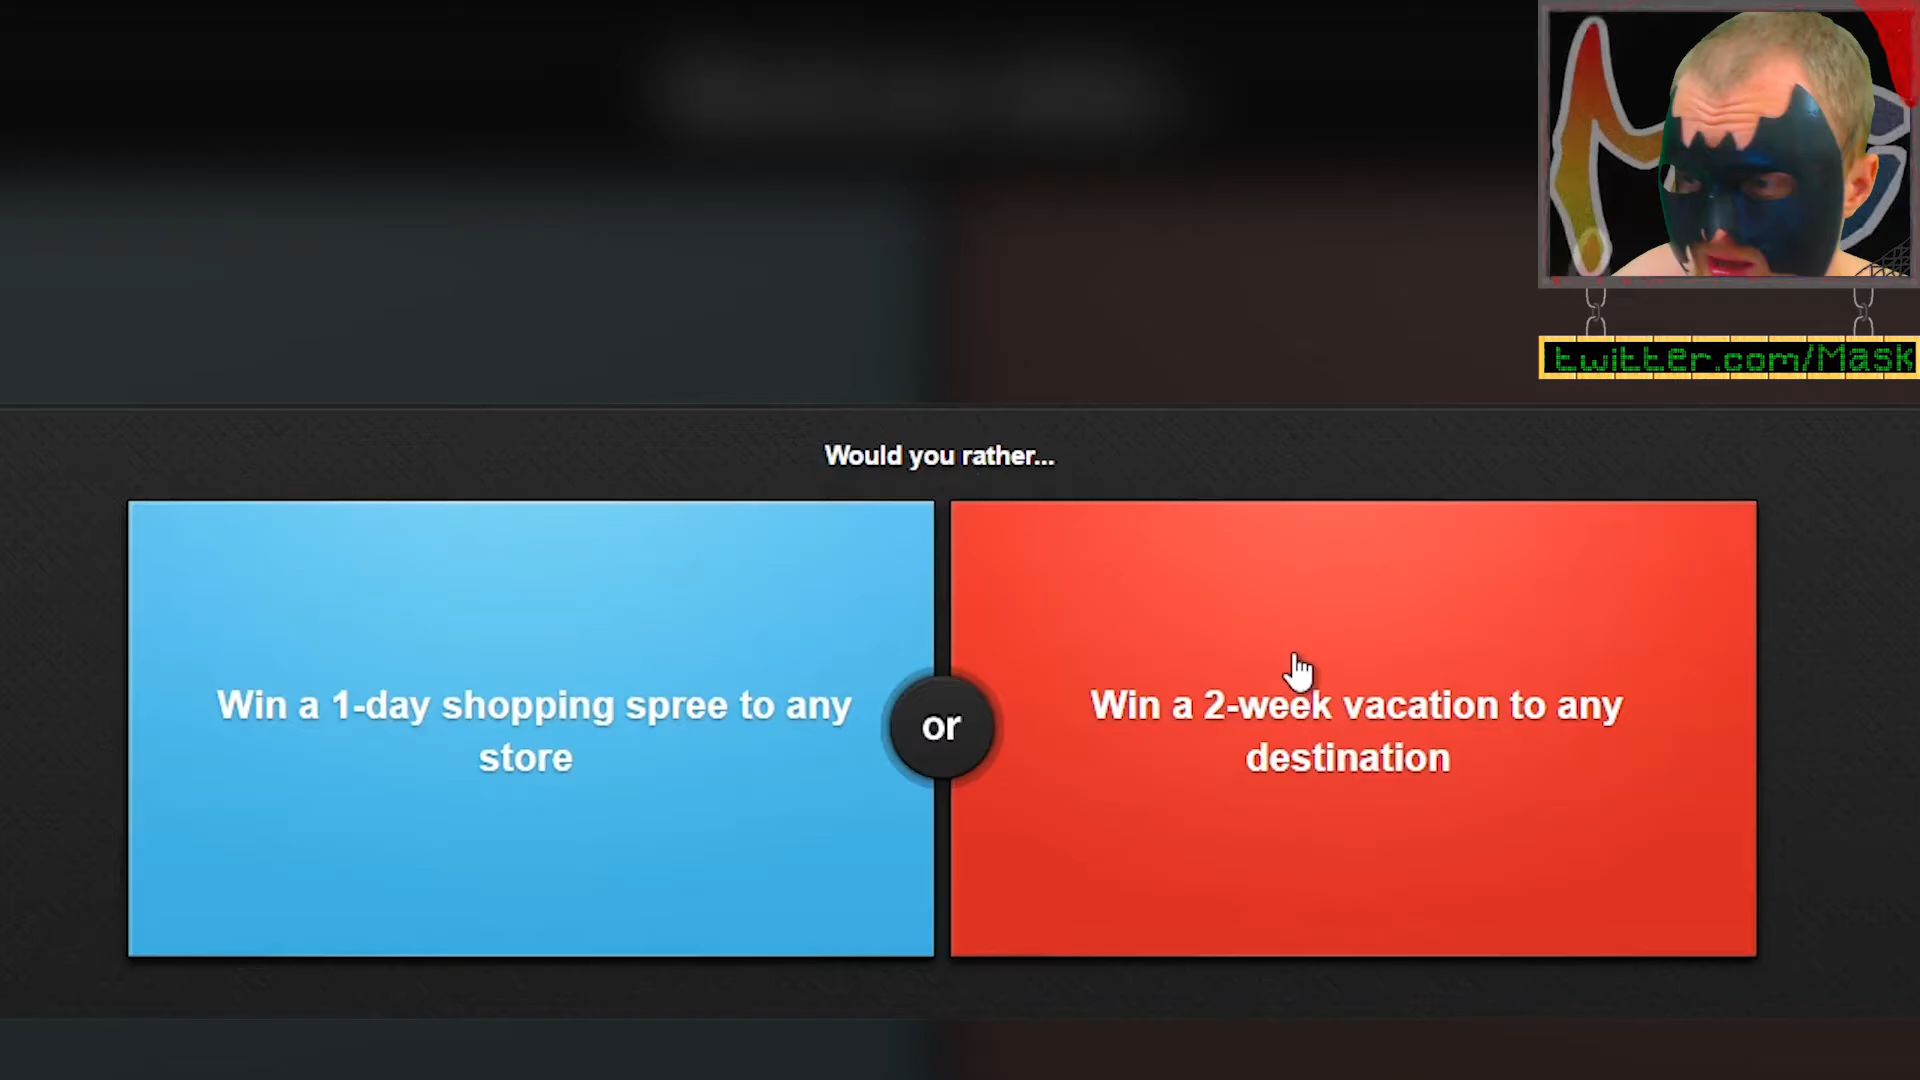 twitter.com/Mask
Would you rather...
Win a 1-day shopping spree to any
store
or
Win a 2-week vacation to any
destination